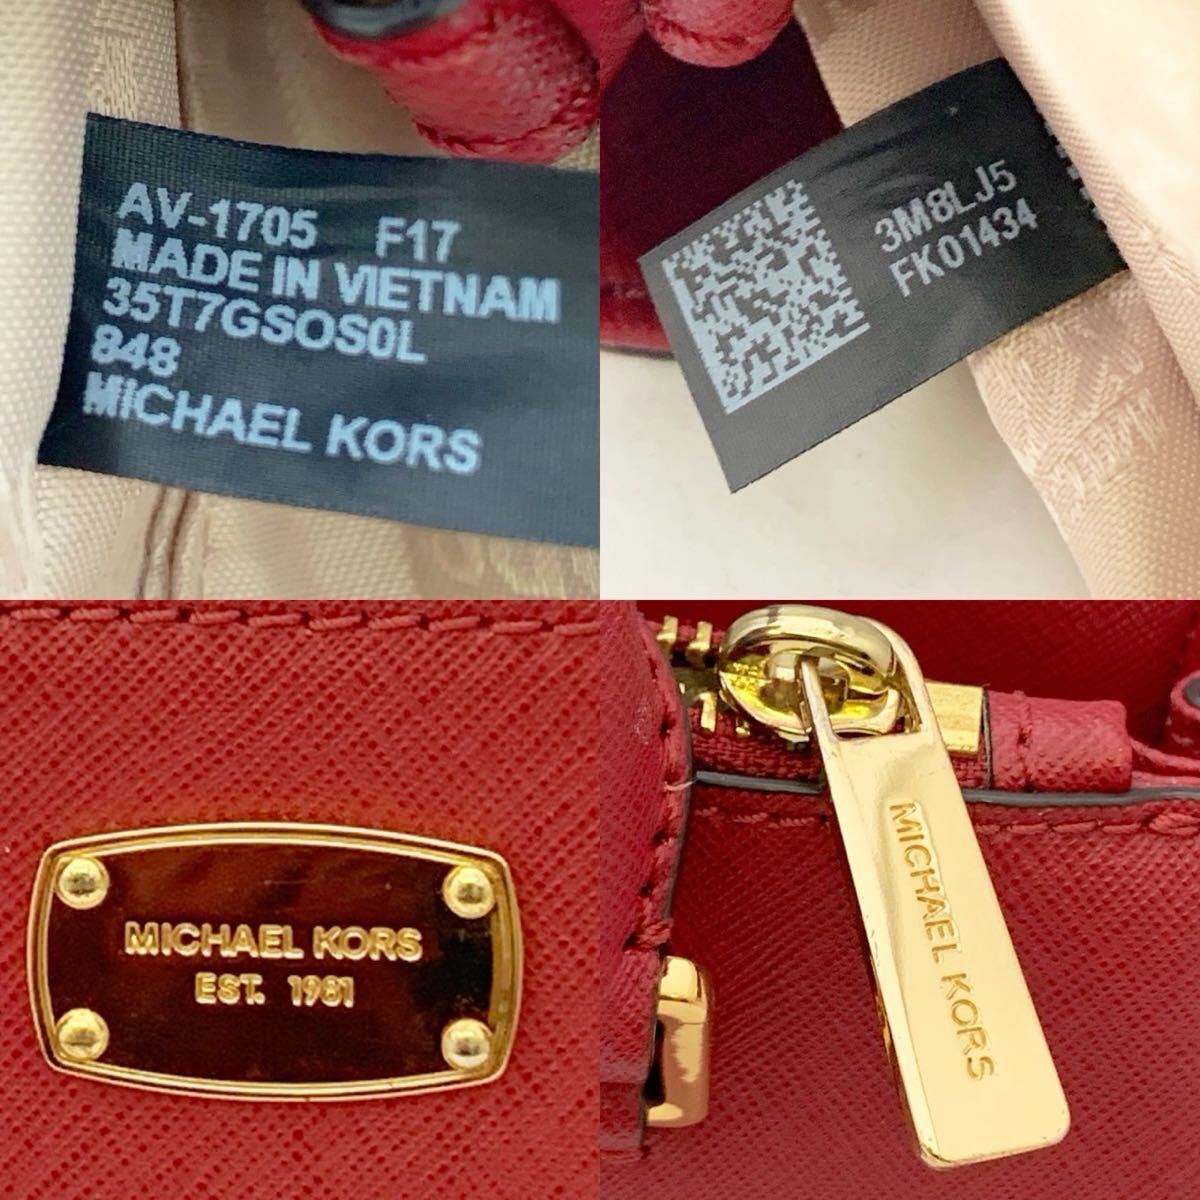 AV-1705 F17
MADE IN VIETNAM
35T7GSOS0L
848
MICHAEL KORS
3M8LJ5
FK01434
MICHAEL KORS
EST. 1981
MICHAEL KORS